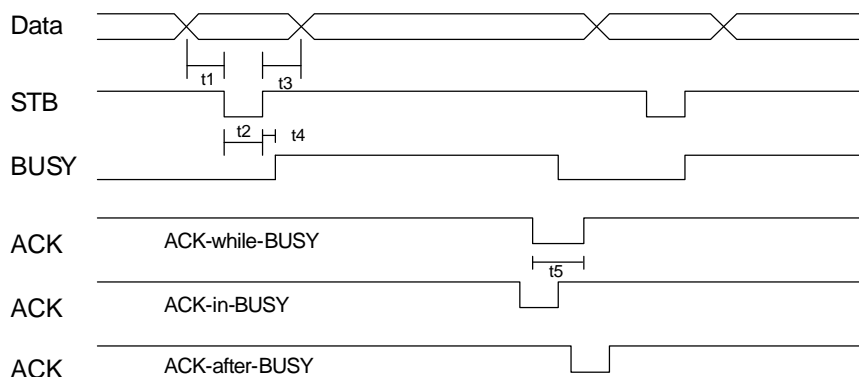 Data
t1
t3
STB
t2
t4
BUSY
ACK
ACK-while-BUSY
t5
ACK
ACK-in-BUSY
ACK
ACK-after-BUSY